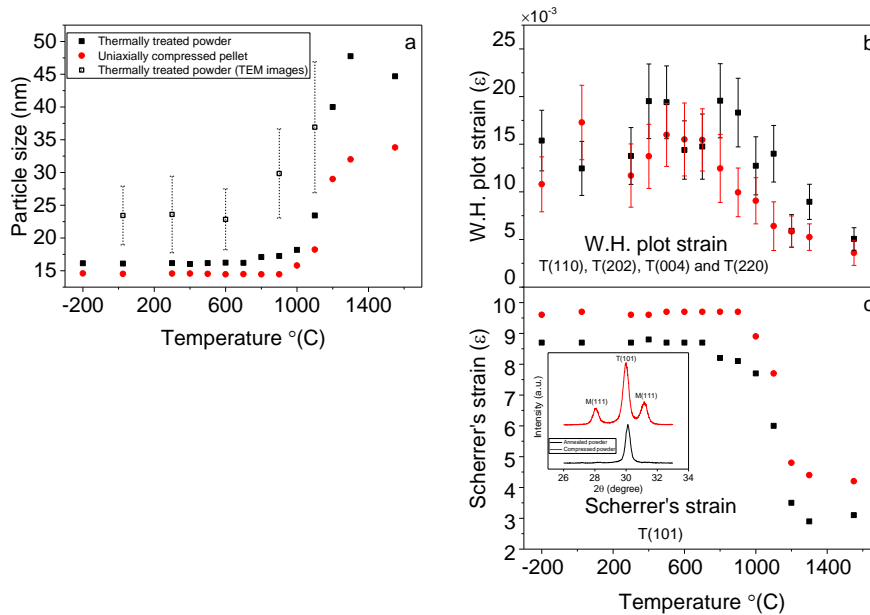 a
50
45
40
35
30
25
20
15
Particle size (nm)
Thermally treated powder
Uniaxially compressed pellet
Thermally treated powder (TEM images)
-200 200 600 1000 1400
Temperature °(C)
×10⁻³
b
25
20
15
10
5
0
W.H. plot strain (ε)
W.H. plot strain
T(110), T(202), T(004) and T(220)
c
10
9
8
7
6
5
4
3
2
Scherrer's strain (ε)
T(101)
M(111) M(111)
Intensity (a.u.)
Annealed powder
Compressed powder
26 28 30 32 34
2θ (degree)
Scherrer's strain
T(101)
-200 200 600 1000 1400
Temperature °(C)